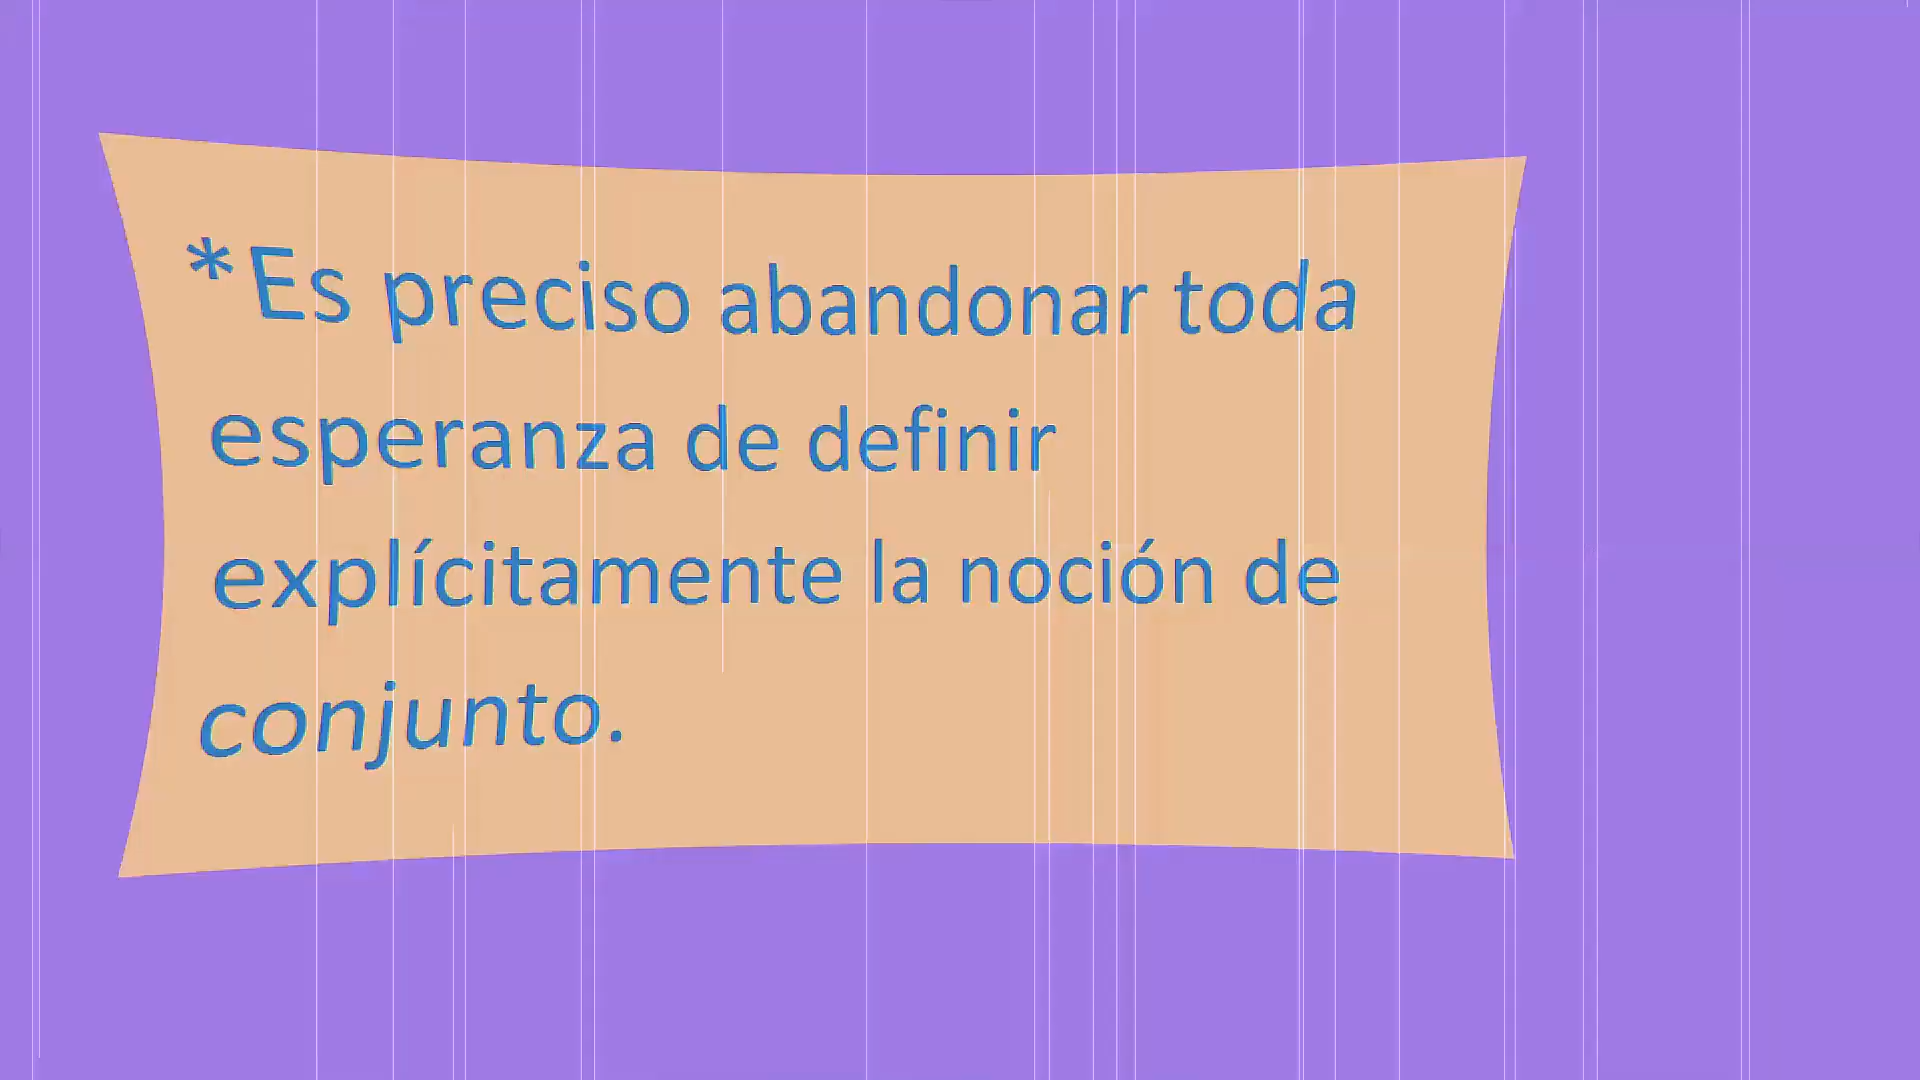 *Es preciso abandonar toda
esperanza de definir
explícitamente la noción de
conjunto.